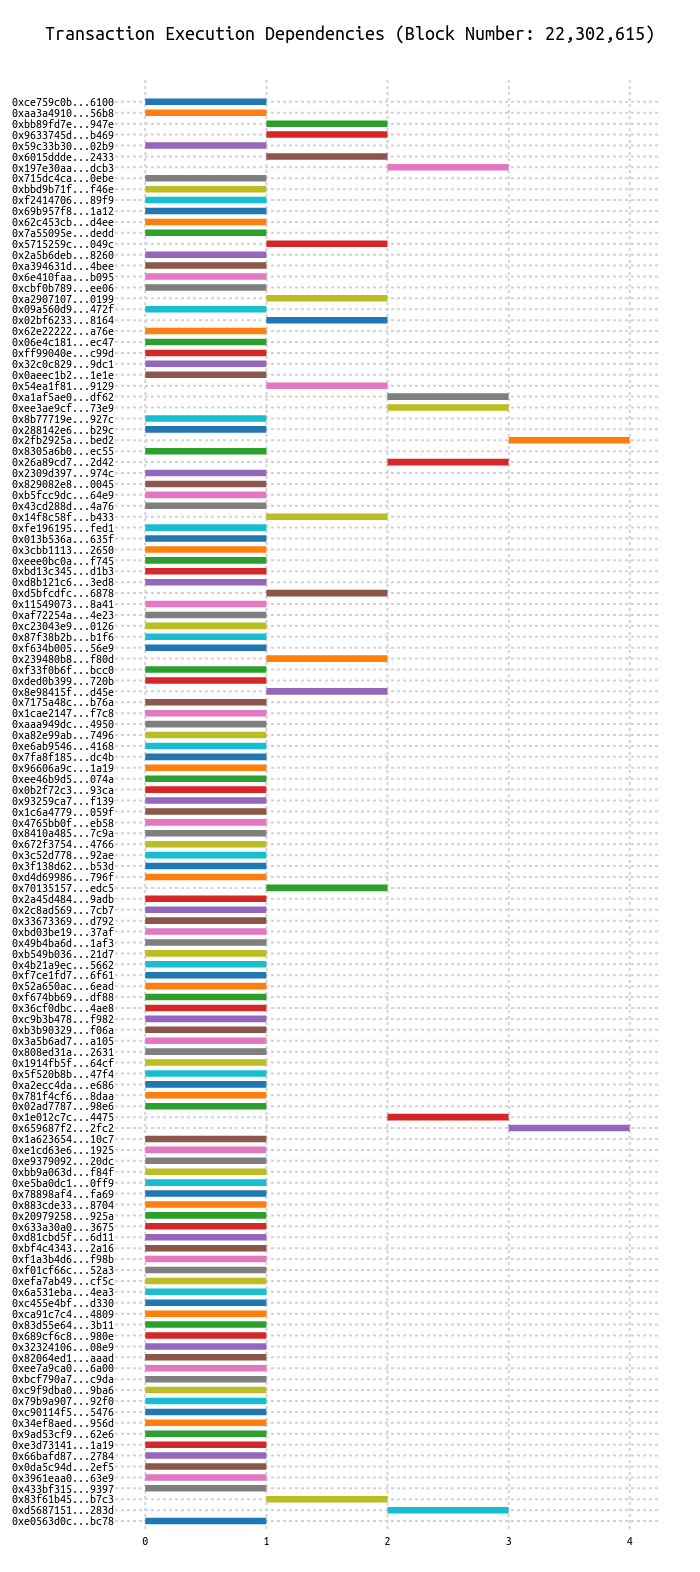 Transaction Execution Dependencies (Block Number: 22,302,615)
0xce759c0b...6100
0xaa3a4910...56b8
0xbb89fd7e...947e
0x9633745d...b469
0x59c33b30...02b9
0x6015ddde...2433
0x197e30aa...dcb3
0x715dc4ca...0ebe
0xbbd9b71f...f46e
0xf2414706...89f9
0x69b957f8...1a12
0x62c453cb...d4ee
0x7a55095e...dedd
0x5715259c...049c
0x2a5b6deb...8260
0xa394631d...4bee
0x6e410faa...b095
0xcbf0b789...ee06
0xa2907107...0199
0x09a560d9...472f
0x02bf6233...8164
0x62e22222...a76e
0x06e4c181...ec47
0xff99040e...c99d
0x32c0c829...9dc1
0x0aeec1b2...1e1e
0x54ea1f81...9129
0xa1af5ae0...df62
0xee3ae9cf...73e9
0x8b77719e...927c
0x288142e6...b29c
0x2fb2925a...bed2
0x8305a6b0...ec55
0x26a89cd7...2d42
0x2309d397...974c
0x829082e8...0045
0xb5fcc9dc...64e9
0x43cd288d...4a76
0x14f8c58f...b433
0xfe196195...fed1
0x013b536a...635f
0x3cbb1113...2650
0xeee0bc0a...f745
0xbd13c345...d1b3
0xd8b121c6...3ed8
0xd5bfcdfc...6878
0x11549073...8a41
0xaf72254a...4e23
0xc23043e9...0126
0x87f38b2b...b1f6
0xf634b005...56e9
0x239480b8...f80d
0xf33f0b6f...bcc0
0xded0b399...720b
0x8e98415f...d45e
0x7175a48c...b76a
0x1cae2147...f7c8
0xaaa949dc...4950
0xa82e99ab...7496
0xe6ab9546...4168
0x7fa8f185...dc4b
0x96606a9c...1a19
0xee46b9d5...074a
0x0b2f72c3...93ca
0x93259ca7...f139
0x1c6a4779...059f
0x4765bb0f...eb58
0x8410a485...7c9a
0x672f3754...4766
0x3c52d778...92ae
0x3f138d62...b53d
0xd4d69986...796f
0x70135157...edc5
0x2a45d484...9adb
0x2c8ad569...7cb7
0x33673369...d792
0xbd03be19...37af
0x49b4ba6d...1af3
0xb549b036...21d7
0x4b21a9ec...5662
0xf7ce1fd7...6f61
0x52a650ac...6ead
0xf674bb69...df88
0x36cf0dbc...4ae8
0xc9b3b478...f982
0xb3b90329...f06a
0x3a5b6ad7...a105
0x808ed31a...2631
0x1914fb5f...64cf
0x5f520b8b...47f4
0xa2ecc4da...e686
0x781f4cf6...8daa
0x02ad7787...98e6
0x1e012c7c...4475
0x659687f2...2fc2
0x1a623654...10c7
0xe1cd63e6...1925
0xe9379092...20dc
0xbb9a063d...f84f
0xe5ba0dc1...0ff9
0x78898af4...fa69
0x883cde33...8704
0x20979258...925a
0x633a30a0...3675
0xd81cbd5f...6d11
0xbf4c4343...2a16
0xf1a3b4d6...f98b
0xf01cf66c...52a3
0xefa7ab49...cf5c
0x6a531eba...4ea3
0xc455e4bf...d330
0xca91c7c4...4809
0x83d55e64...3b11
0x689cf6c8...980e
0x32324106...08e9
0x82064ed1...aaad
0xee7a9ca0...6a00
0xbcf790a7...c9da
0xc9f9dba0...9ba6
0x79b9a907...92f0
0xc90114f5...5476
0x34ef8aed...956d
0x9ad53cf9...62e6
0xe3d73141...1a19
0x66bafd87...2784
0x0da5c94d...2ef5
0x3961eaa0...63e9
0x433bf315...9397
0x83f61b45...b7c3
0xd5687151...283d
0xe0563d0c...bc78
0 1 2 3 4